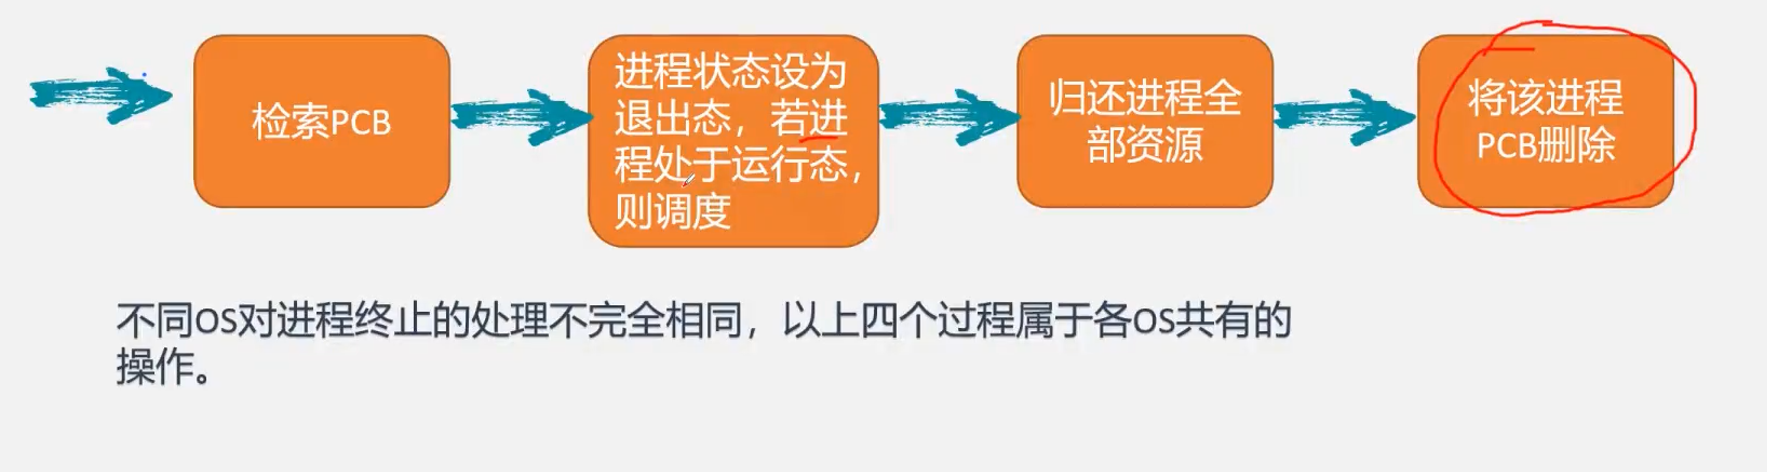 检索PCB
进程状态设为
退出态，若进
程处于运行态，
则调度
归还进程全
部资源
将该进程
PCB删除
不同OS对进程终止的处理不完全相同，以上四个过程属于各OS共有的
操作。